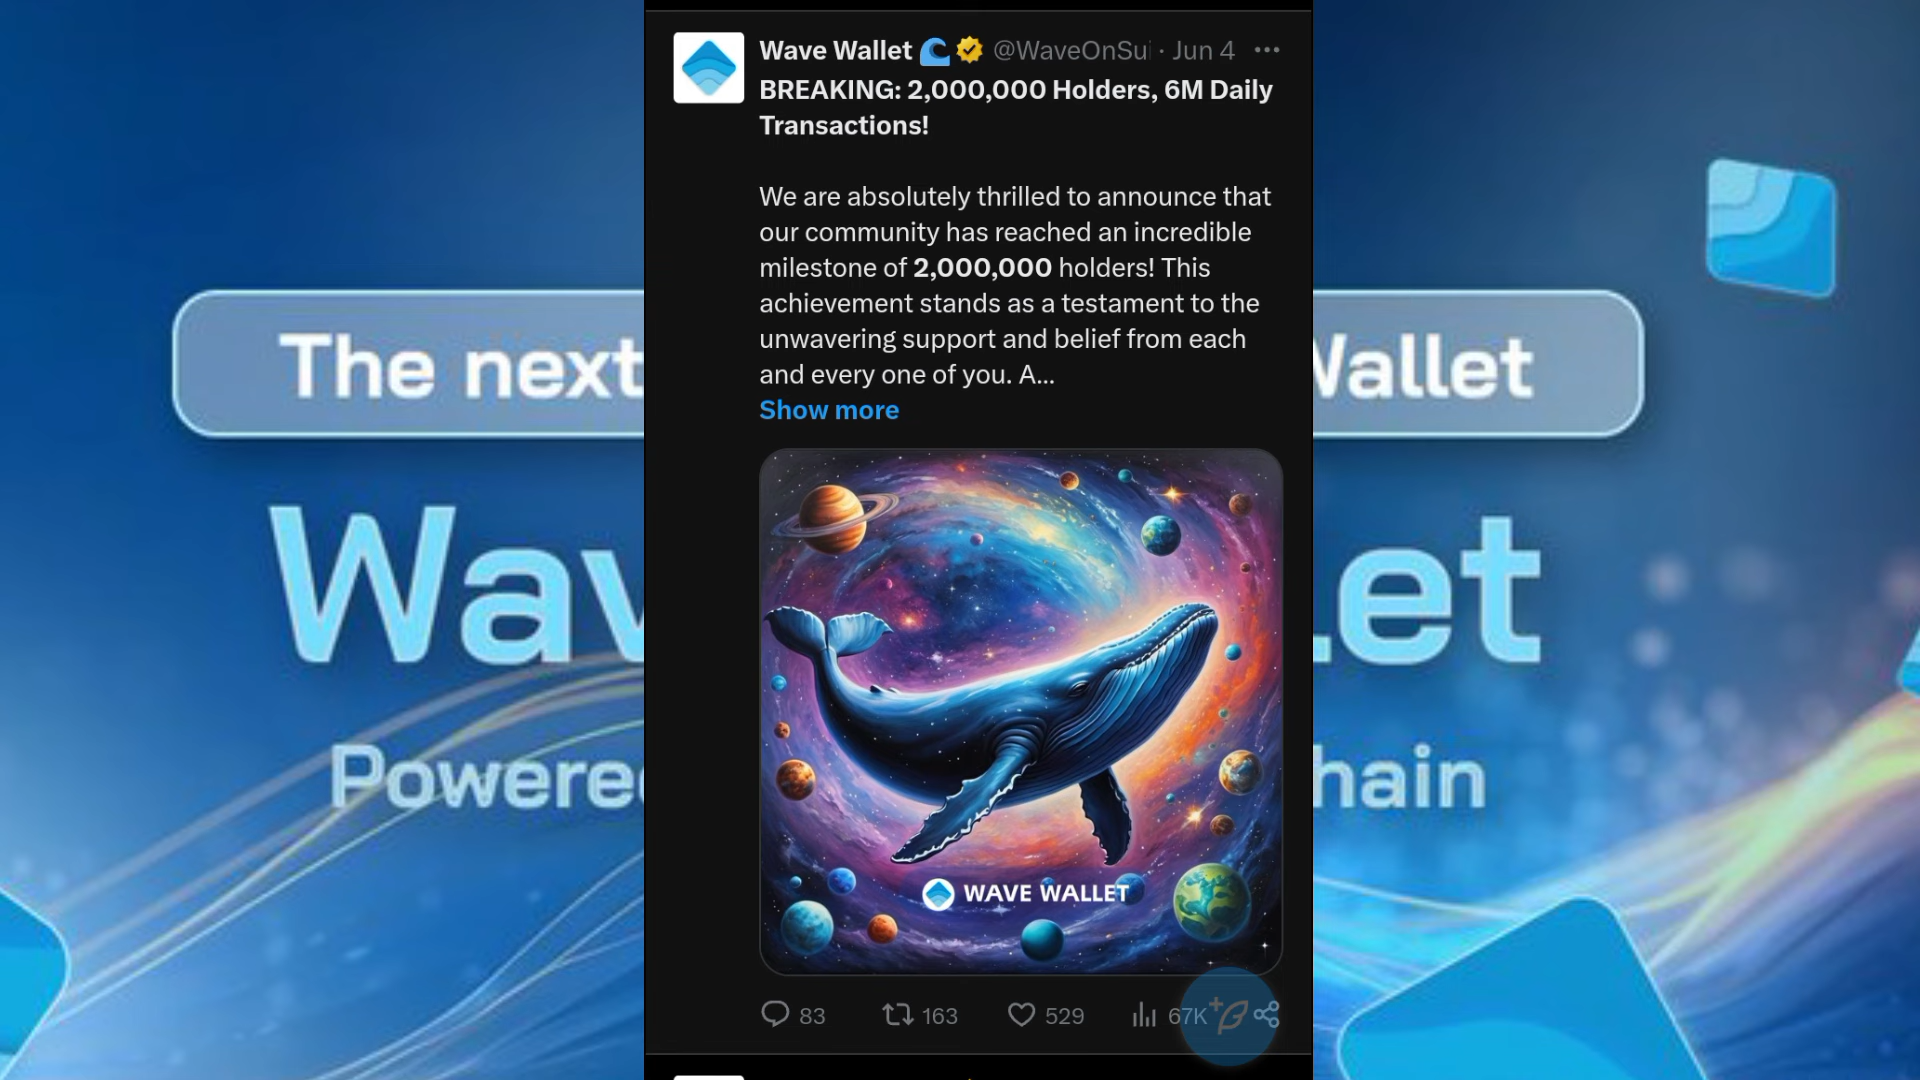 Wave Wallet @WaveOnSui · Jun 4
BREAKING: 2,000,000 Holders, 6M Daily
Transactions!
We are absolutely thrilled to announce that
our community has reached an incredible
milestone of 2,000,000 holders! This
achievement stands as a testament to the
unwavering support and belief from each
and every one of you. A...
Show more
WAVE WALLET
83 163 529 67K
The next
Wallet
Wav
let
Powered
hain